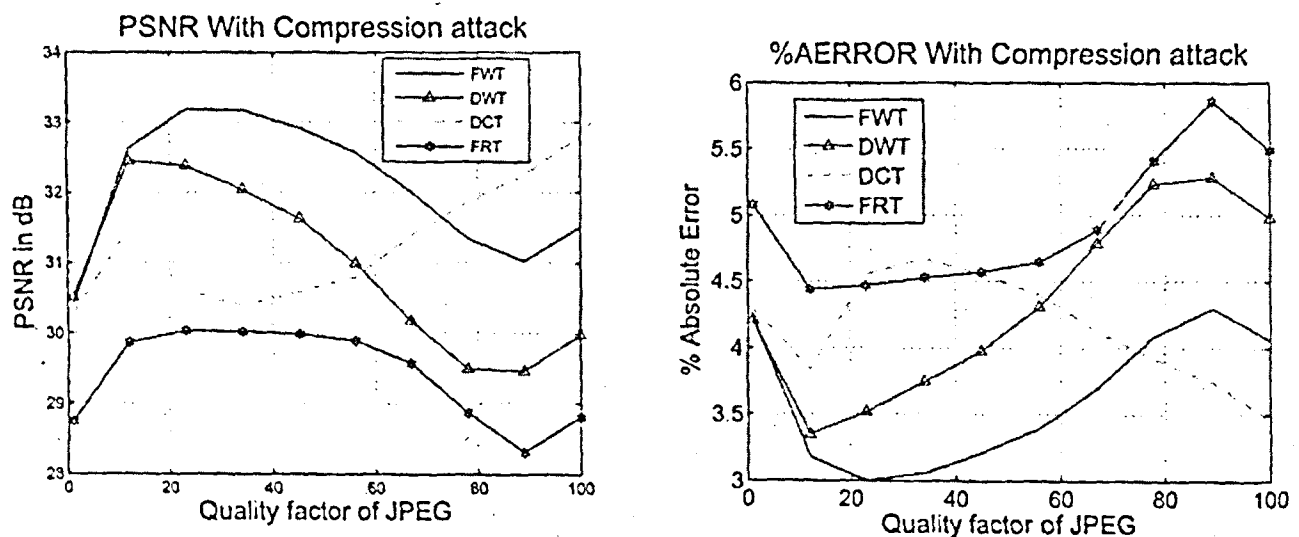 PSNR With Compression attack
34
33
32
31
30
28
23
PSNR in dB
FWT
DWT
DCT
FRT
0 20 40 60 80 100
Quality factor of JPEG
%AERROR With Compression attack
6
5.5
5
4.5
4
3.5
3
% Absolute Error
FWT
DWT
DCT
FRT
0 20 40 60 80 100
Quality factor of JPEG